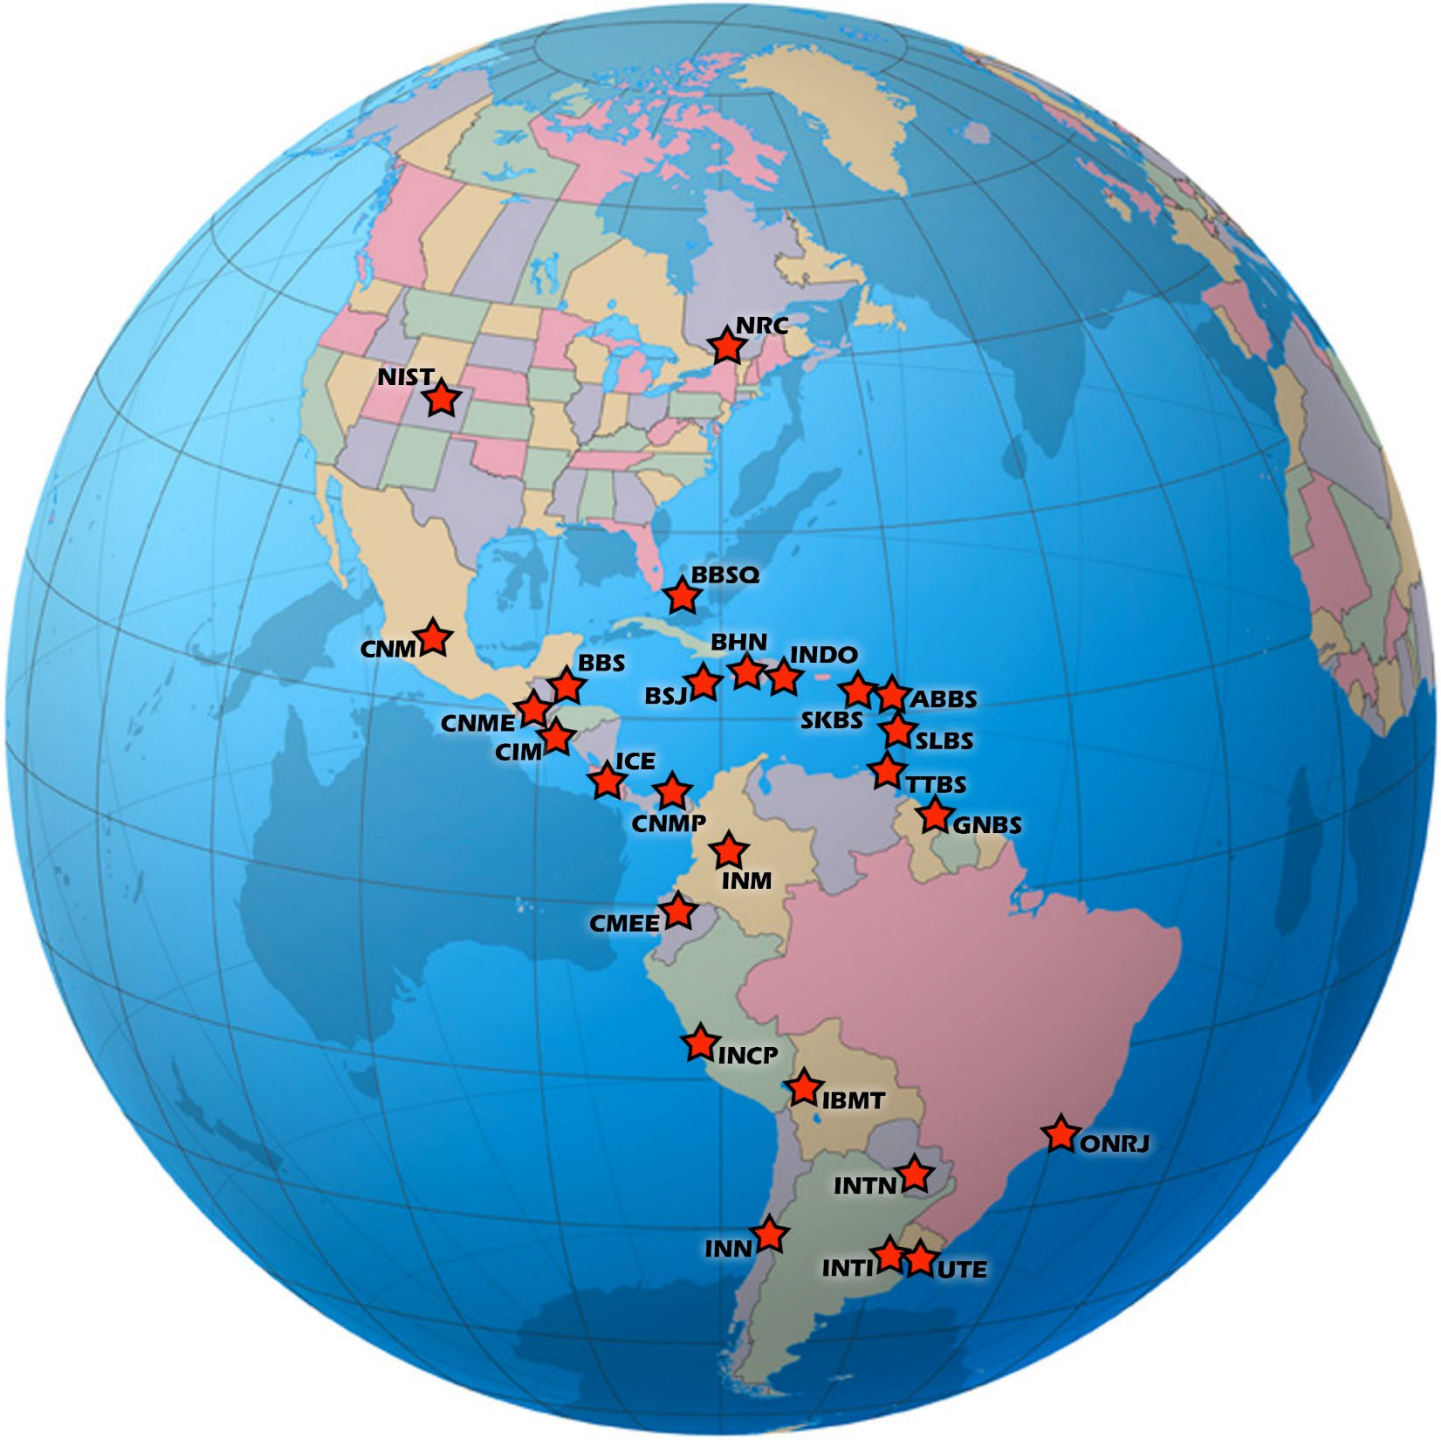 NRC
NIST
BBSQ
CNM
BHN
INDO
BBS
BSJ
ABBS
SKBS
CNME
SLBS
CIM
ICE
TTBS
CNMP
GNBS
INM
CMEE
INCP
IBMT
ONRJ
INTN
INN
INTI
UTE